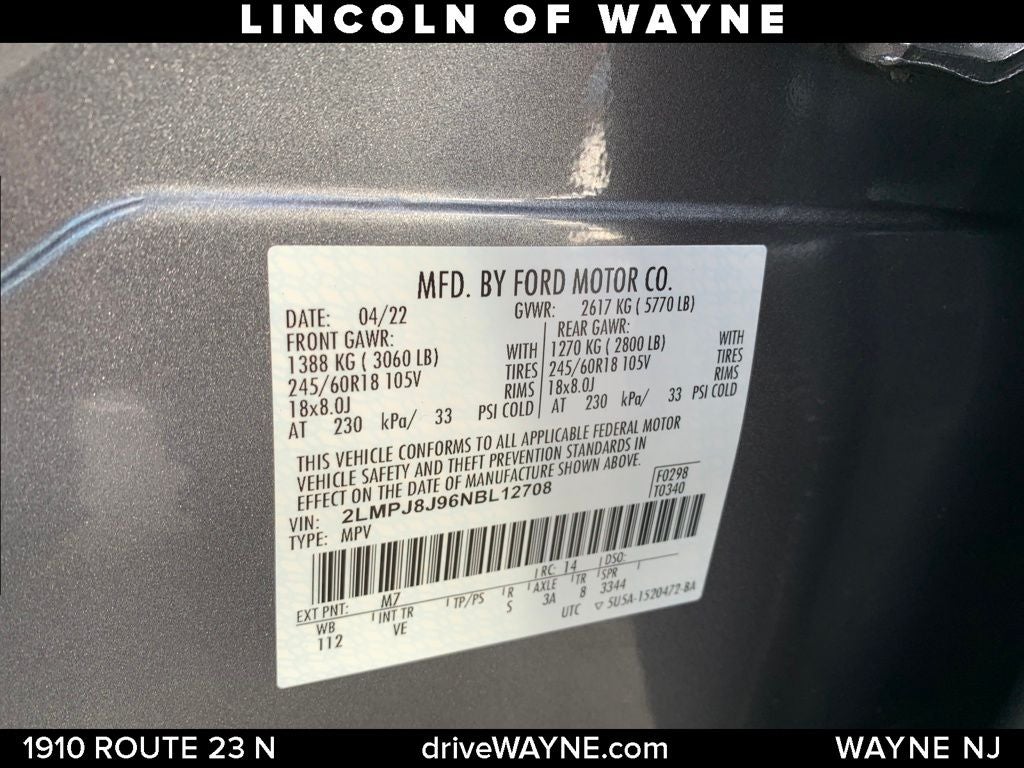 LINCOLN OF WAYNE
MFD. BY FORD MOTOR CO.
DATE: 04/22 GVWR: 2617 KG ( 5770 LB)
FRONT GAWR: REAR GAWR:
1388 KG ( 3060 LB) WITH 1270 KG ( 2800 LB) WITH
245/60R18 105V TIRES 245/60R18 105V TIRES
18x8.0J RIMS 18x8.0J RIMS
AT 230 kPa/ 33 PSI COLD AT 230 kPa/ 33 PSI COLD
THIS VEHICLE CONFORMS TO ALL APPLICABLE FEDERAL MOTOR
VEHICLE SAFETY AND THEFT PREVENTION STANDARDS IN
EFFECT ON THE DATE OF MANUFACTURE SHOWN ABOVE.
VIN: 2LMPJ8J96NBL12708 F0298
TYPE: MPV T0340
EXT PNT: M7 RC: 14 DSO:
WB INT TR TP/PS R AXLE TR SPR
112 VE S 3A 8 3344
UTC ▽ 5U5A-1520472-BA
1910 ROUTE 23 N driveWAYNE.com WAYNE NJ